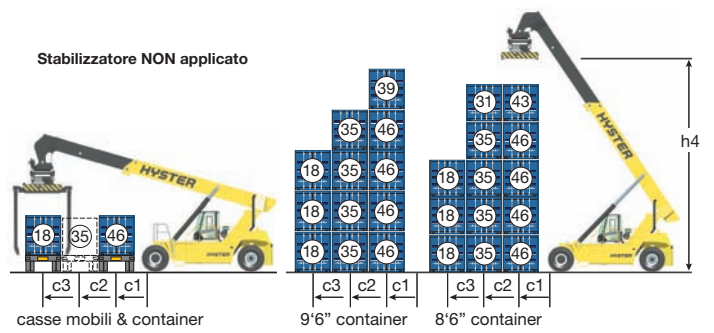 Stabilizzatore NON applicato
39
31 43
35 46
35 46
18 35 46
18 35 46
18 35 46
18 35 46
18 35 46
18 35 46
18 35 46
HYSTER
HYSTER
HYSTER
HYSTER
h4
c3 c2 c1
c3 c2 c1
c3 c2 c1
casse mobili & container
9‘6” container
8‘6” container